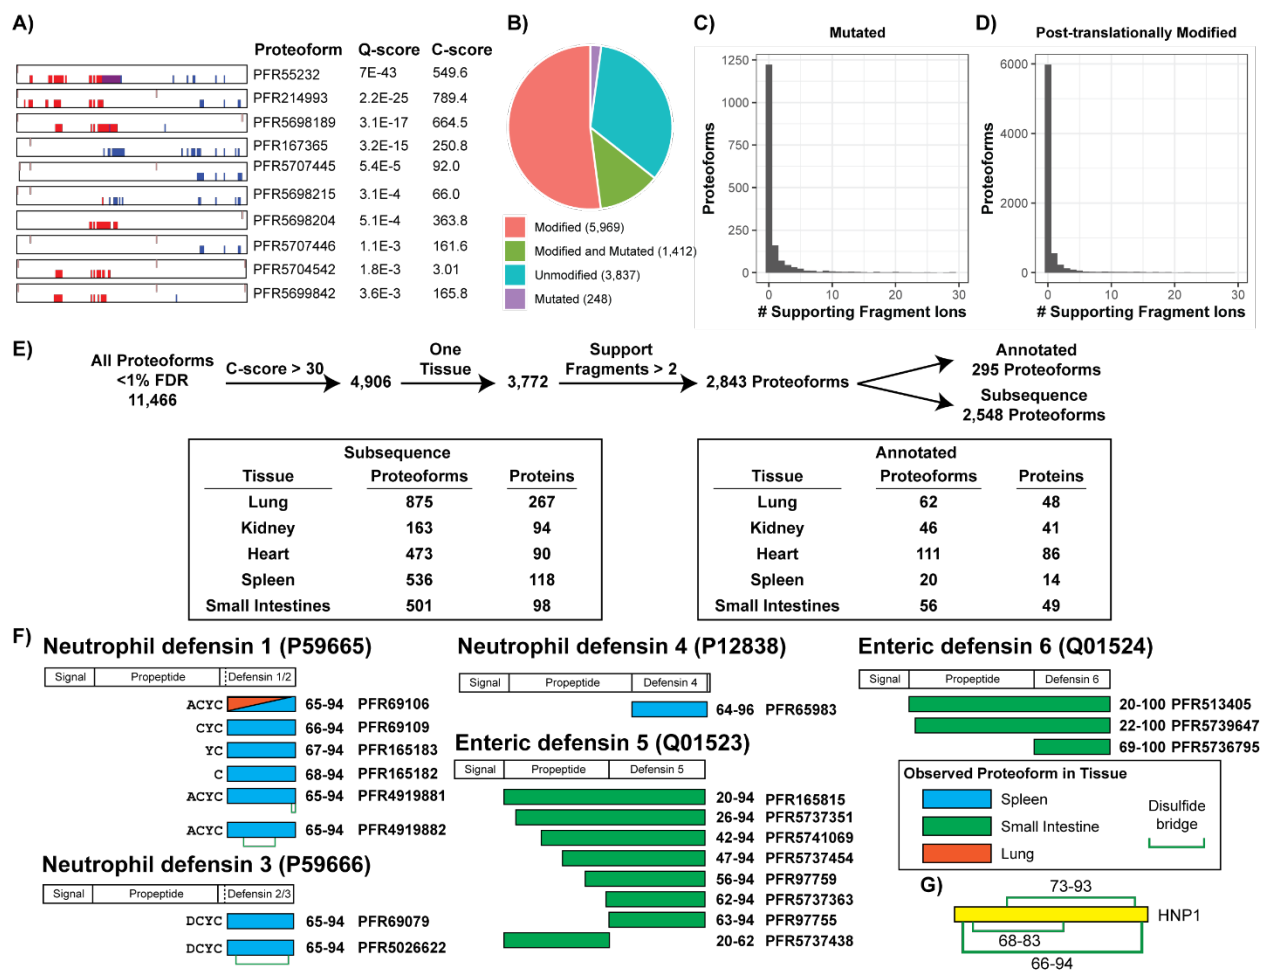 A)
Proteoform Q-score C-score
PFR55232 7E-43 549.6
PFR214993 2.2E-25 789.4
PFR5698189 3.1E-17 664.5
PFR167365 3.2E-15 250.8
PFR5707445 5.4E-5 92.0
PFR5698215 3.1E-4 66.0
PFR5698204 5.1E-4 363.8
PFR5707446 1.1E-3 161.6
PFR5704542 1.8E-3 3.01
PFR5699842 3.6E-3 165.8
B)
Modified (5,969)
Modified and Mutated (1,412)
Unmodified (3,837)
Mutated (248)
C)
Mutated
Proteoforms
1250
1000
750
500
250
0
0 10 20 30
# Supporting Fragment Ions
D)
Post-translationally Modified
Proteoforms
6000
4000
2000
0
0 10 20 30
# Supporting Fragment Ions
E)
All Proteoforms
<1% FDR
11,466
C-score > 30
4,906
One
Tissue
3,772
Support
Fragments > 2
2,843 Proteoforms
Annotated
295 Proteoforms
Subsequence
2,548 Proteoforms
Subsequence
Tissue Proteoforms Proteins
Lung 875 267
Kidney 163 94
Heart 473 90
Spleen 536 118
Small Intestines 501 98
Annotated
Tissue Proteoforms Proteins
Lung 62 48
Kidney 46 41
Heart 111 86
Spleen 20 14
Small Intestines 56 49
F)
Neutrophil defensin 1 (P59665)
Signal Propeptide Defensin 1/2
ACYC 65-94 PFR69106
CYC 66-94 PFR69109
YC 67-94 PFR165183
C 68-94 PFR165182
ACYC 65-94 PFR4919881
ACYC 65-94 PFR4919882
Neutrophil defensin 3 (P59666)
Signal Propeptide Defensin 2/3
DCYC 65-94 PFR69079
DCYC 65-94 PFR5026622
Neutrophil defensin 4 (P12838)
Signal Propeptide Defensin 4
64-96 PFR65983
Enteric defensin 5 (Q01523)
Signal Propeptide Defensin 5
20-94 PFR165815
26-94 PFR5737351
42-94 PFR5741069
47-94 PFR5737454
56-94 PFR97759
62-94 PFR5737363
63-94 PFR97755
20-62 PFR5737438
Enteric defensin 6 (Q01524)
Signal Propeptide Defensin 6
20-100 PFR513405
22-100 PFR5739647
69-100 PFR5736795
Observed Proteoform in Tissue
Spleen
Small Intestine
Lung
Disulfide
bridge
G)
73-93
HNP1
68-83
66-94